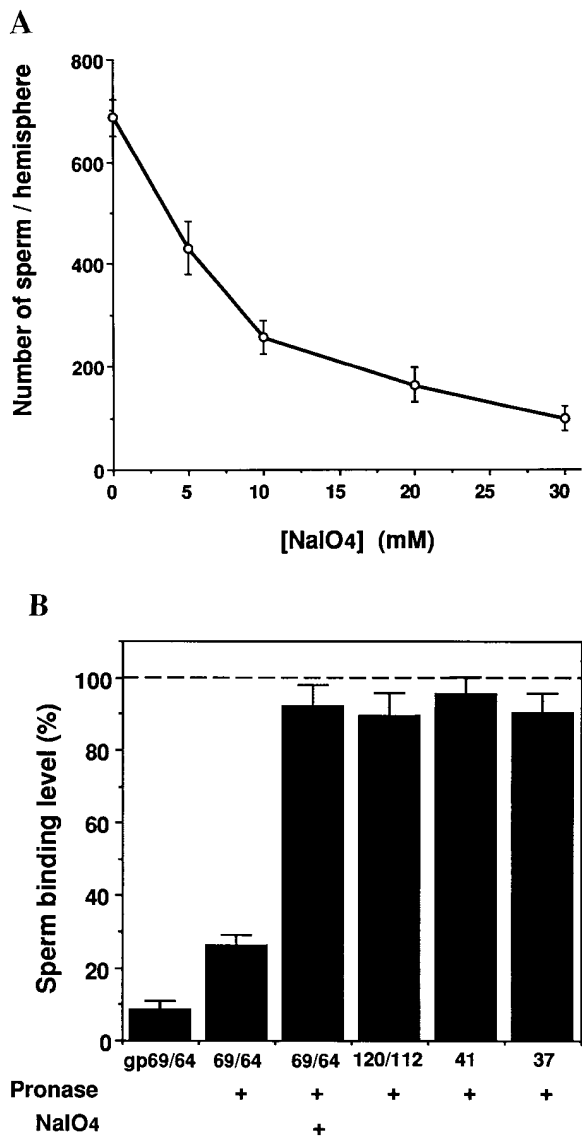 A
Number of sperm / hemisphere
800
600
400
200
0
0 5 10 15 20 25 30
[NaIO4] (mM)
B
Sperm binding level (%)
100
80
60
40
20
0
gp69/64 69/64 69/64 120/112 41 37
Pronase + + + + +
NaIO4 +